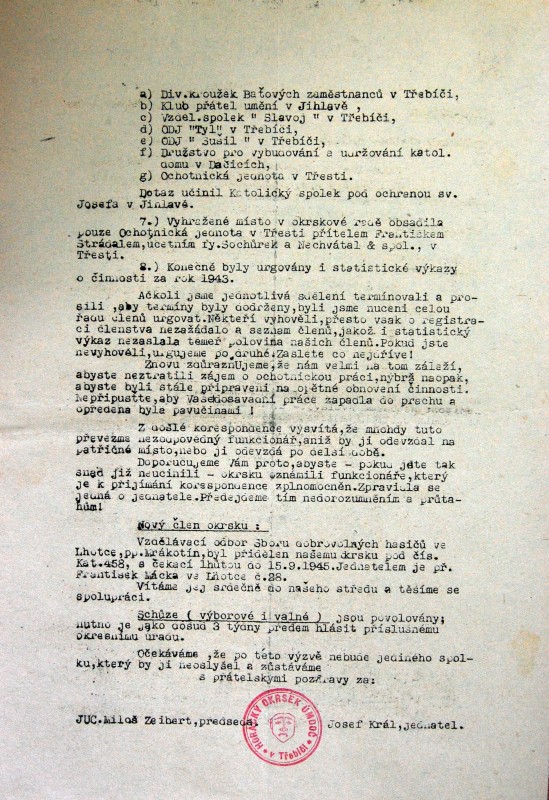 a) Div.kroužek Baťových zaměstnanců v Třebíči,
b) Klub přátel umění v Jihlavě ,
c) Vzděl.spolek " Slavoj " v Třebíči,
d) ODJ "Tyl" v Třebíči,
e) ODJ " Sušil " v Třebíči,
f) Družstvo pro vybudování a udržování katol.
domu v Dačicích,
g) Ochotnická jednota v Třesti.
Dotaz učinil Katolický spolek pod ochranou sv.
Josefa v Jihlavě.
7.) Vyhražené místo v okrskové radě obsadila
pouze Ochotnická jednota v Třesti přítelem Františkem
Strádalem,účetním fy.Sochůrek a Nechvátal & spol., v
Třesti.
8.) Konečně byly urgovány i statistické výkazy
o činnosti za rok 1943.
Ačkoli jsme jednotlivá sdělení termínovali a pro-
sili ,aby termíny byly dodrženy,byli jsme nuceni celou
řadu členů urgovat.Někteří vyhověli,přesto však o registra-
ci členstva nezažádalo a seznam členů,jakož i statistický
výkaz nezaslala téměř polovina našich členů.Pokud jste
nevyhověli,urgujeme po druhé!Zašlete co nejdříve!
Znovu zdůrazňujeme,že nám velmi na tom záleží,
abyste neztratili zájem o ochotnickou práci,nýbrž naopak,
abyste byli stále připraveni na opětné obnovení činnosti.
Nepřipusťte,aby Vaše dosavadní práce zapadla do prachu a
opředena byla pavučinami !
Z došlé korespondence vysvítá,že mnohdy tuto
převezme nezodpovědný funkcionář,aniž by ji odevzdal na
patřičné místo,nebo ji odevzdá po delší době.
Doporučujeme Vám proto,abyste - pokud jste tak
snad již neučinili - okrsku oznámili funkcionáře,který
je k přijímání korespondence zplnomocněn.Zpravidla se
jedná o jednatele.Předejdeme tím nedorozuměním a průta-
hům!
Nový člen okrsku :
Vzdělávací odbor Sboru dobrovolných hasičů ve
Lhotce,pp.Mrákotín,byl přidělen našemu okrsku pod čís.
Kat.458, s čekací lhůtou do 15.9.1945.Jednatelem je př.
František Macka ve Lhotce č.28.
Vítáme jej srdečně do našeho středu a těšíme se
spolupráci.
Schůze ( výborové i valné ) jsou povolovány;
nutno je jako dosud 3 týdny předem hlásit příslušnému
okresnímu úřadu.
Očekáváme ,že po této výzvě nebude jediného spol-
ku,který by jí neoslyšel a zůstáváme
s přátelskými pozdravy za:
JUC.Miloš Zeibert,předseda.
Josef Král,jednatel.
HORÁCKÝ OKRSEK ÚMDOČ
v Třebíči